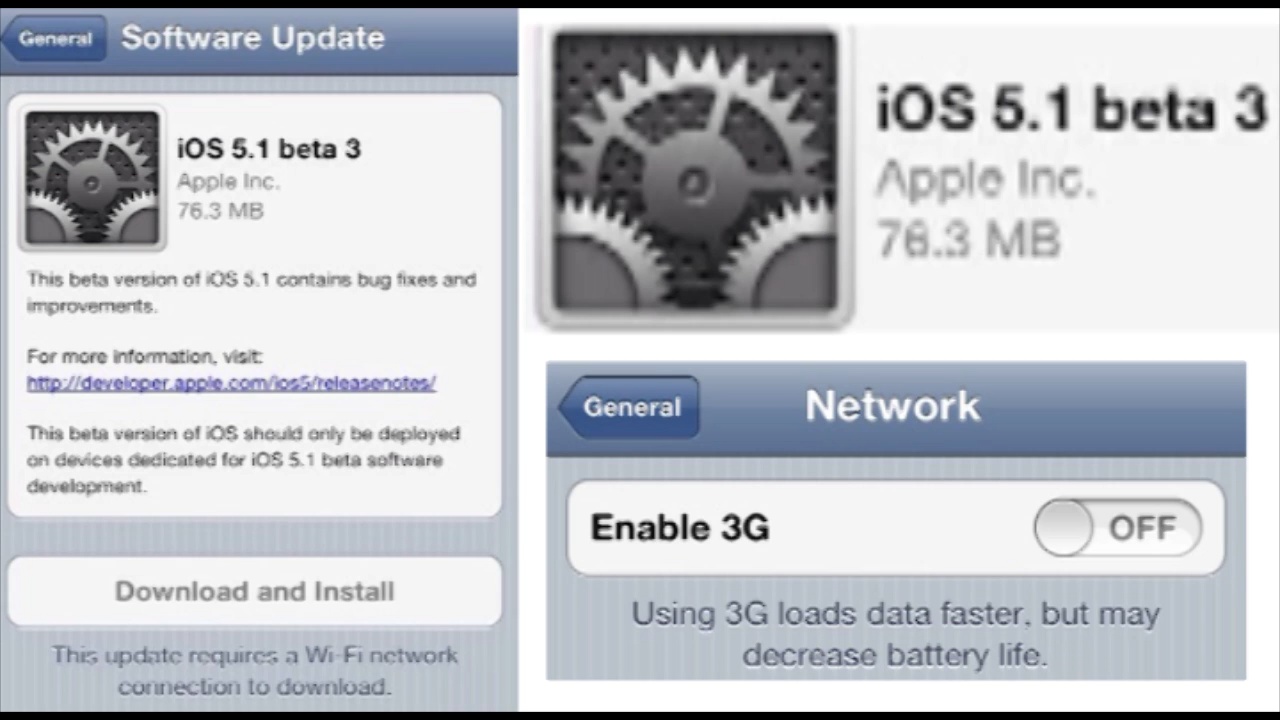 General
Software Update
iOS 5.1 beta 3
Apple Inc.
76.3 MB
This beta version of iOS 5.1 contains bug fixes and
improvements.
For more information, visit:
http://developer.apple.com/ios5/releasenotes/
This beta version of iOS should only be deployed
on devices dedicated for iOS 5.1 beta software
development.
Download and Install
This update requires a Wi-Fi network
connection to download.
iOS 5.1 beta 3
Apple Inc.
76.3 MB
General
Network
Enable 3G
OFF
Using 3G loads data faster, but may
decrease battery life.